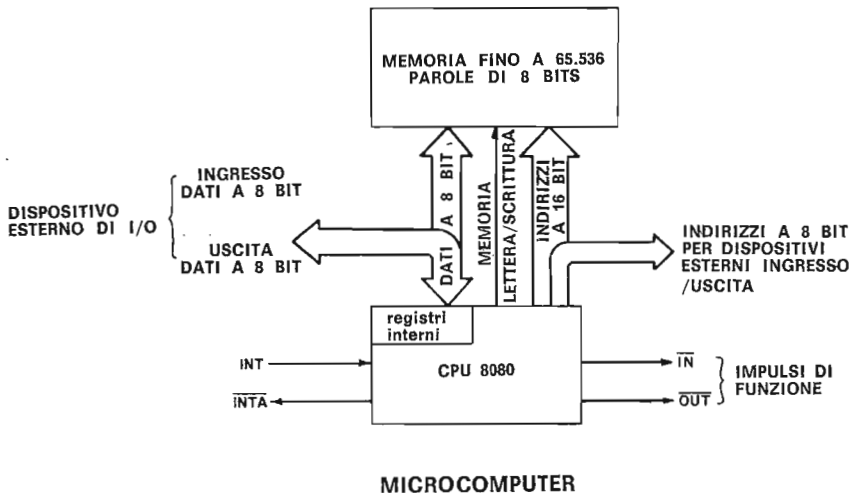 MEMORIA FINO A 65.536
PAROLE DI 8 BITS
DATI A 8 BIT
MEMORIA
LETTERA/SCRITTURA
INDIRIZZI
A 16 BIT
INGRESSO
DATI A 8 BIT
DISPOSITIVO
ESTERNO DI I/O
USCITA
DATI A 8 BIT
INDIRIZZI A 8 BIT
PER DISPOSITIVI
ESTERNI INGRESSO
/USCITA
registri
interni
CPU 8080
INT
INTA
IN
OUT
IMPULSI DI
FUNZIONE
MICROCOMPUTER